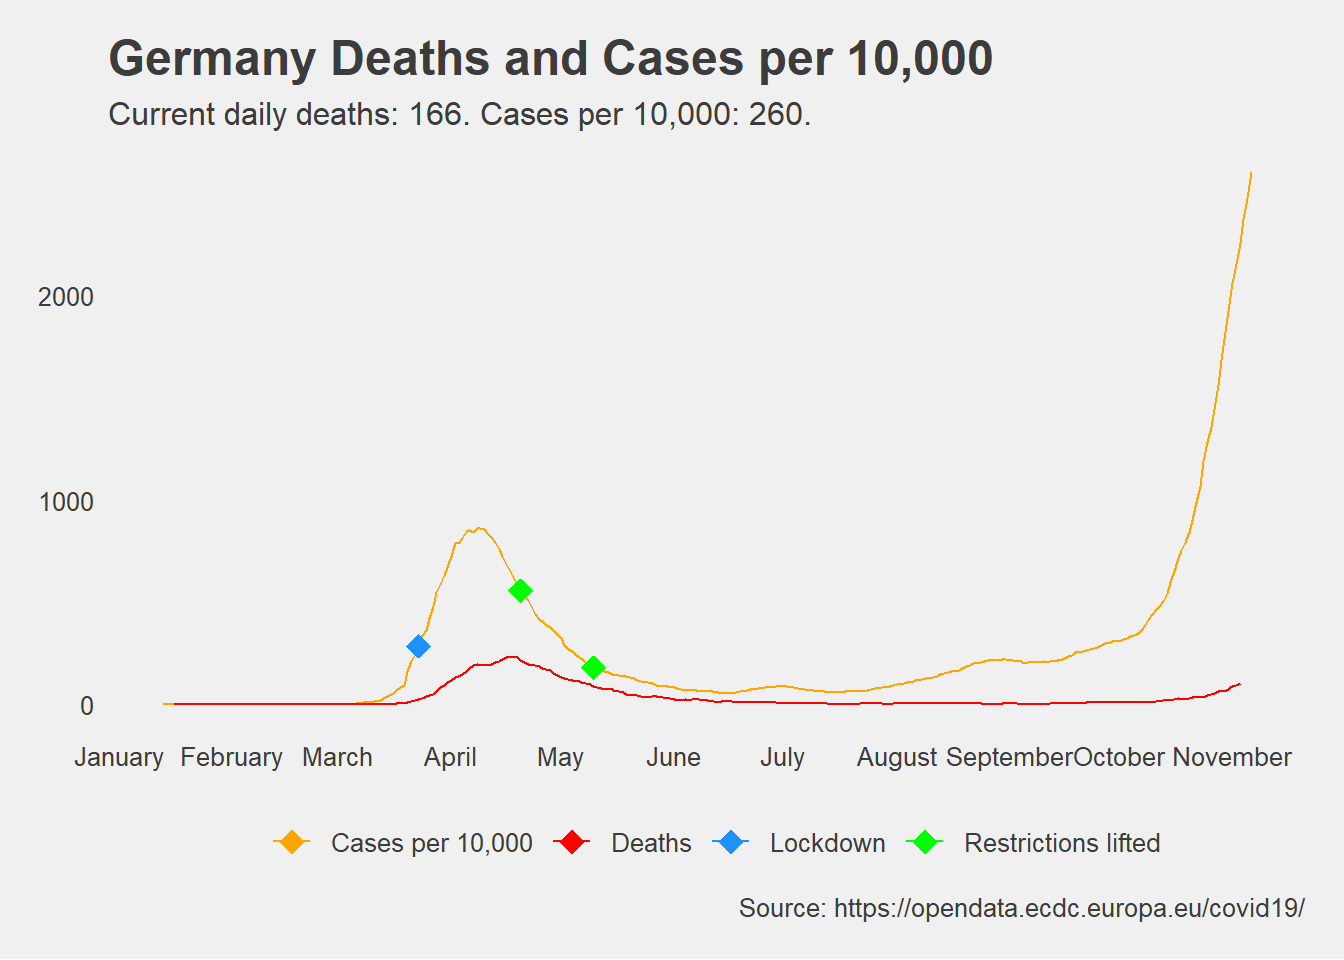 Germany Deaths and Cases per 10,000
Current daily deaths: 166. Cases per 10,000: 260.
2000
1000
0
January February March April May June July August September October November
Cases per 10,000 Deaths Lockdown Restrictions lifted
Source: https://opendata.ecdc.europa.eu/covid19/